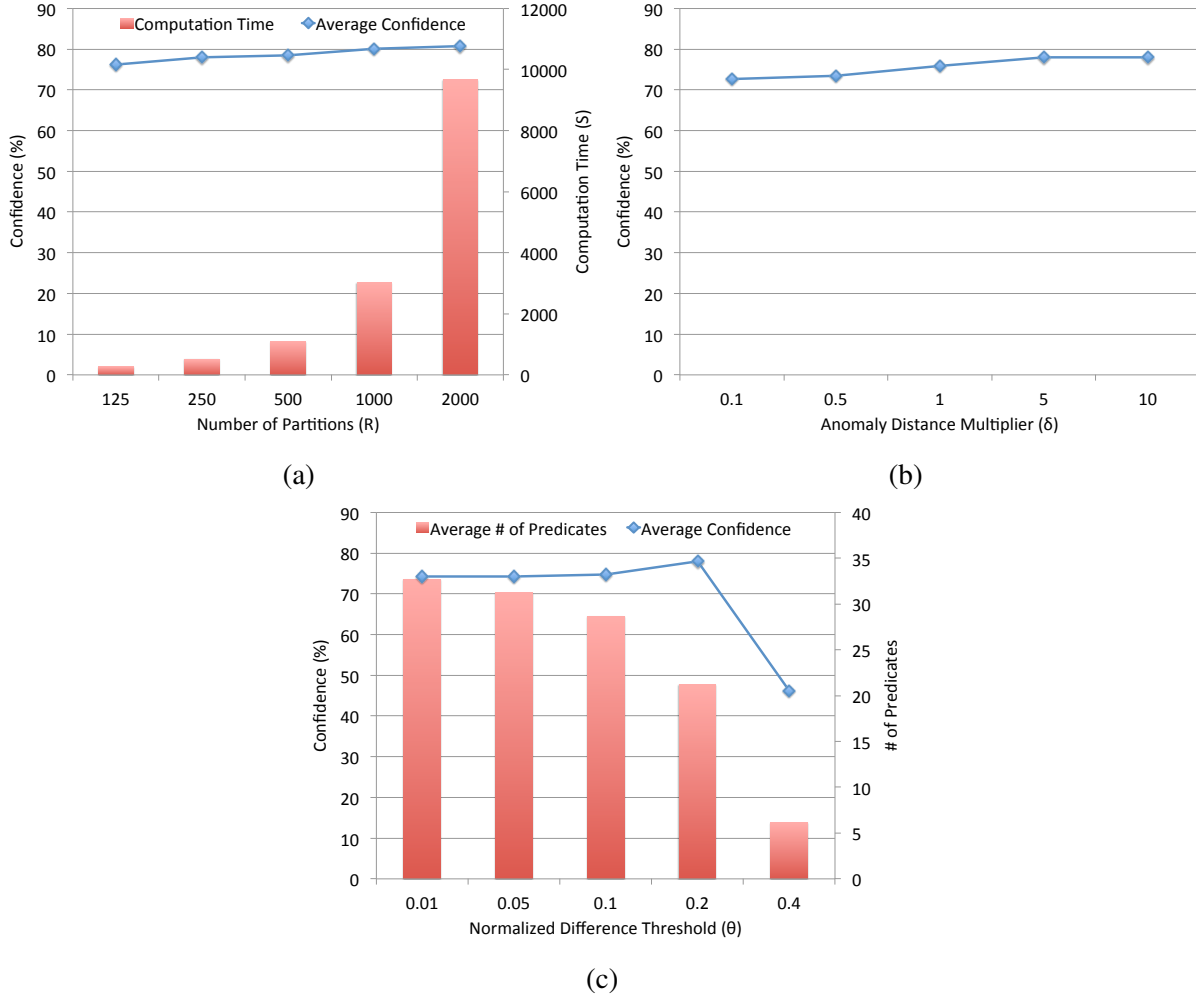 Computation Time
Average Confidence
Confidence (%)
90
80
70
60
50
40
30
20
10
0
12000
10000
8000
6000
4000
2000
0
Computation Time (S)
125 250 500 1000 2000
Number of Partitions (R)
(a)
Confidence (%)
90
80
70
60
50
40
30
20
10
0
0.1 0.5 1 5 10
Anomaly Distance Multiplier (δ)
(b)
Average # of Predicates
Average Confidence
Confidence (%)
90
80
70
60
50
40
30
20
10
0
40
35
30
25
20
15
10
5
0
# of Predicates
0.01 0.05 0.1 0.2 0.4
Normalized Difference Threshold (θ)
(c)